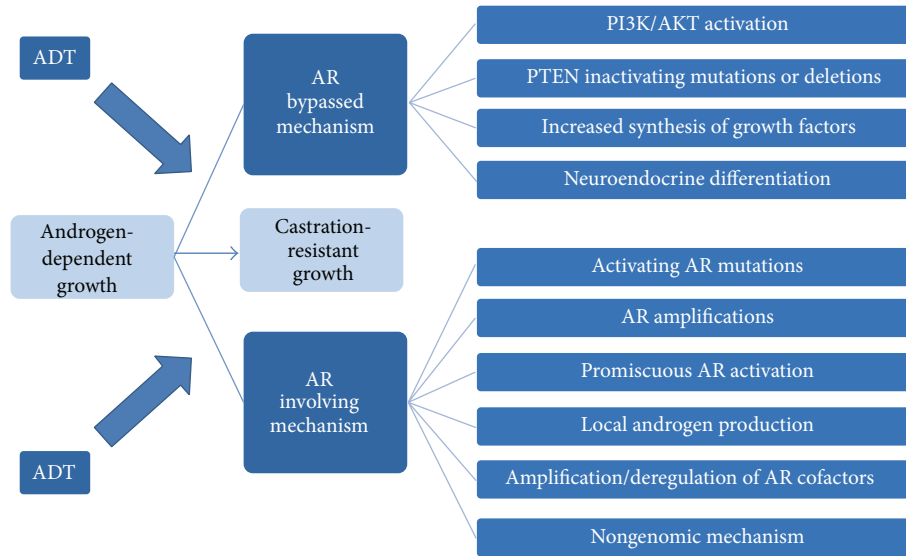 ADT
AR
bypassed
mechanism
PI3K/AKT activation
PTEN inactivating mutations or deletions
Increased synthesis of growth factors
Neuroendocrine differentiation
Androgen-
dependent
growth
Castration-
resistant
growth
AR
involving
mechanism
Activating AR mutations
AR amplifications
Promiscuous AR activation
Local androgen production
Amplification/deregulation of AR cofactors
Nongenomic mechanism
ADT